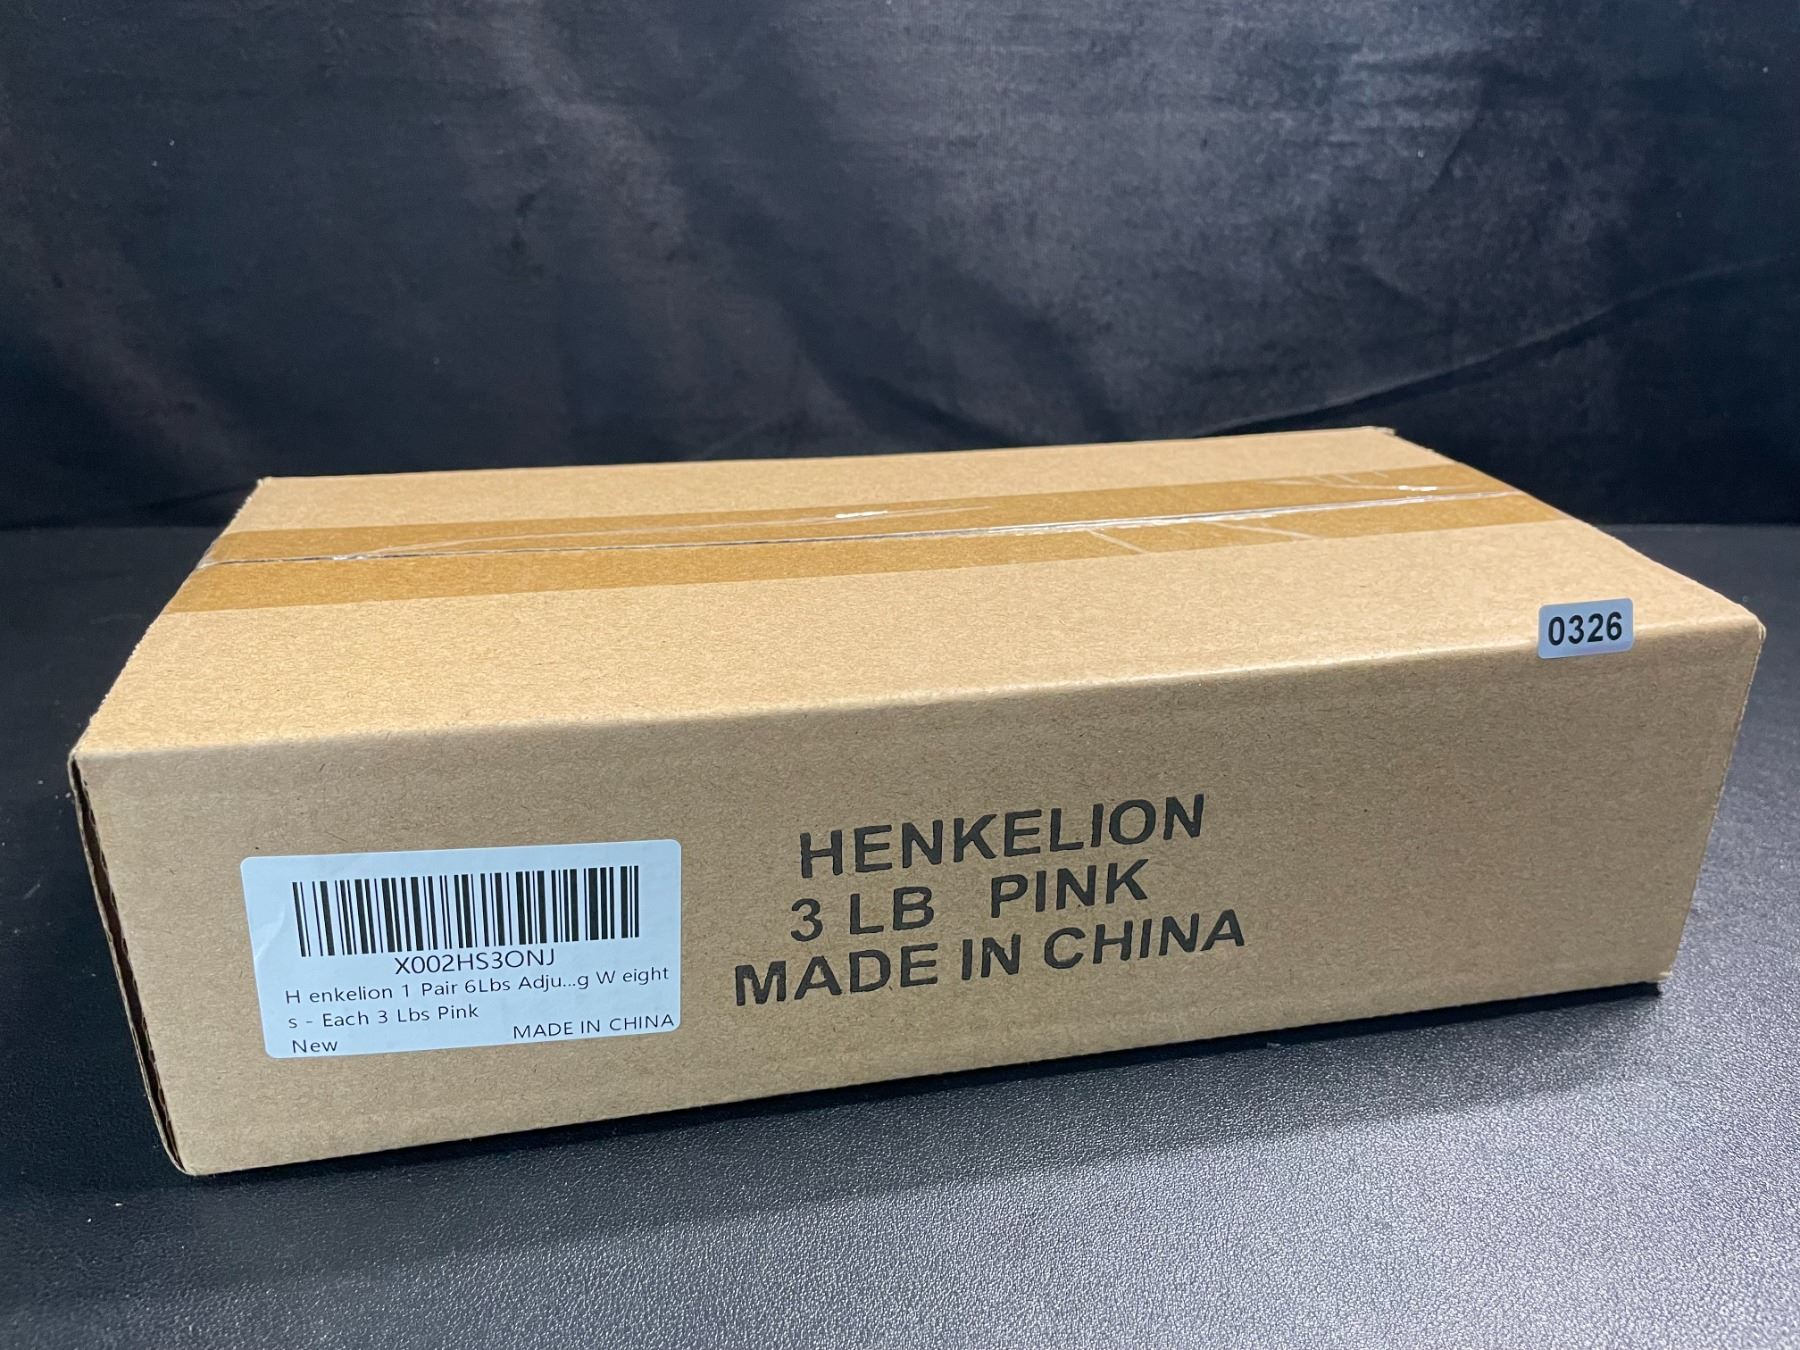 0326
HENKELION
3 LB PINK
MADE IN CHINA
X002HS3ONJ
H enkelion 1 Pair 6Lbs Adju...g W eight
s - Each 3 Lbs Pink
New
MADE IN CHINA